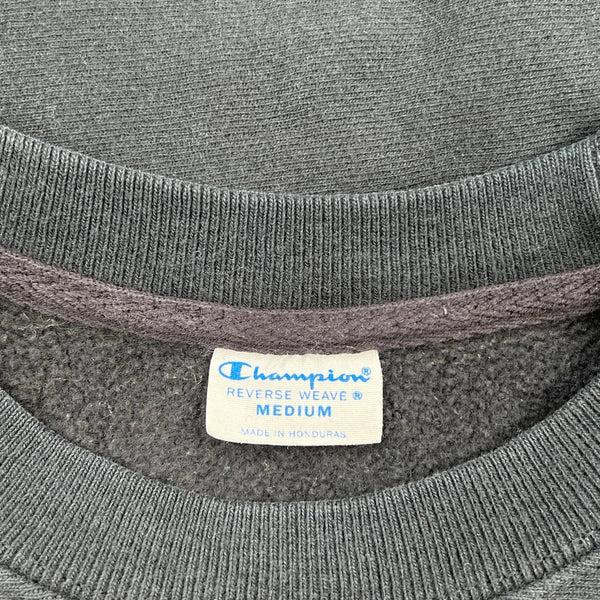 Champion®
REVERSE WEAVE ®
MEDIUM
MADE IN HONDURAS